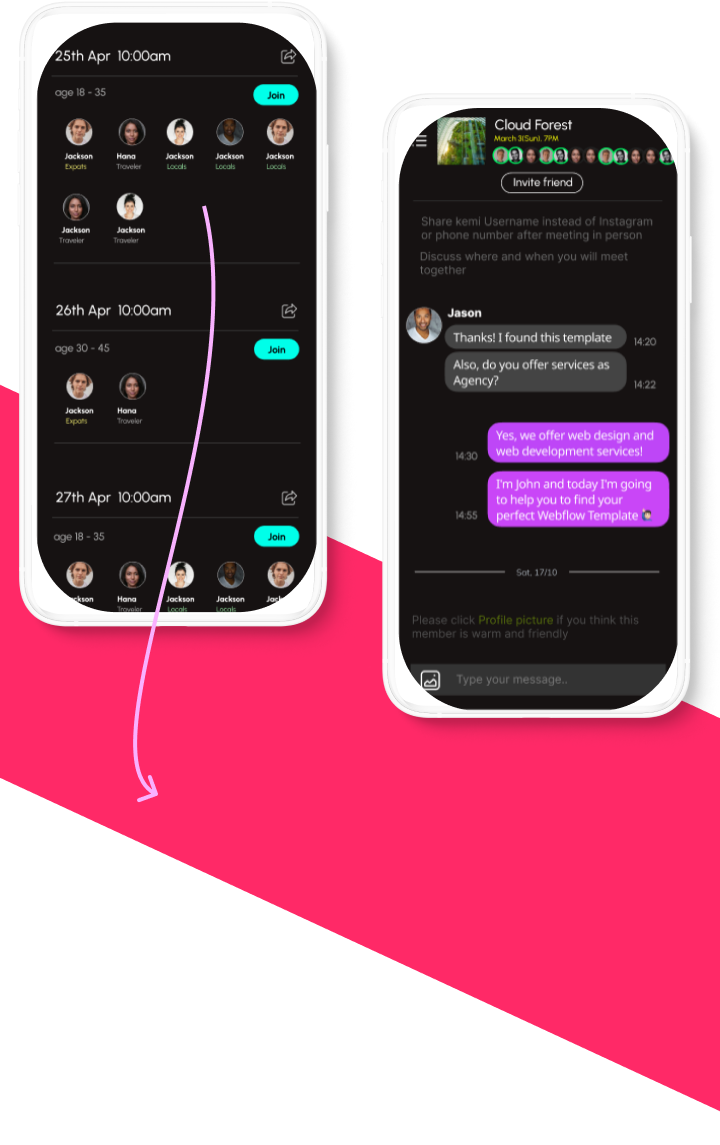 25th Apr 10:00am
age 18 - 35
Join
Jackson Hana Jackson Jackson Jackson
Expats Traveler Locals Locals Locals
Jackson Jackson
Traveler Traveler
26th Apr 10:00am
age 30 - 45
Join
Jackson Hana
Expats Traveler
27th Apr 10:00am
age 18 - 35
Join
Jackson Hana Jackson Jackson Jackson
Expats Traveler Locals Locals
Cloud Forest
March 3(Sun). 7PM
Invite friend
Share kemi Username instead of Instagram
or phone number after meeting in person
Discuss where and when you will meet
together
Jason
Thanks! I found this template
14:20
Also, do you offer services as
Agency?
14:22
Yes, we offer web design and
web development services!
14:30
I'm John and today I'm going
to help you to find your
perfect Webflow Template 🙋🏻‍♂️
14:55
Sat, 17/10
Please click Profile picture if you think this
member is warm and friendly
Type your message..